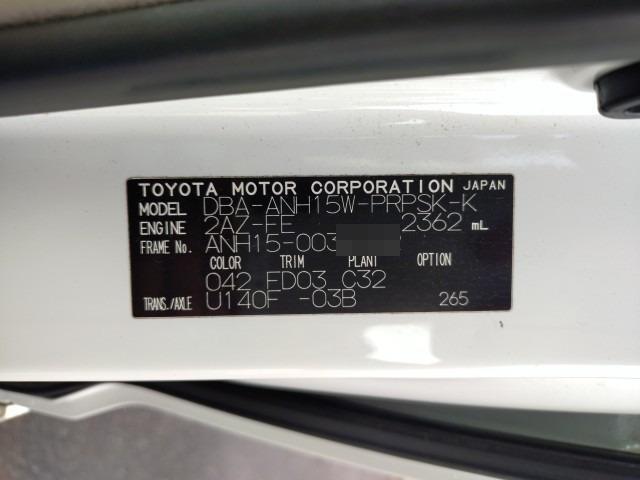 TOYOTA MOTOR CORPORATION JAPAN
MODEL DBA-ANH15W-PRPSK-K
ENGINE 2AZ-FE 2362 mL
FRAME No. ANH15-003
COLOR TRIM PLANT OPTION
042 FD03 C32
TRANS./AXLE U140F -03B 265